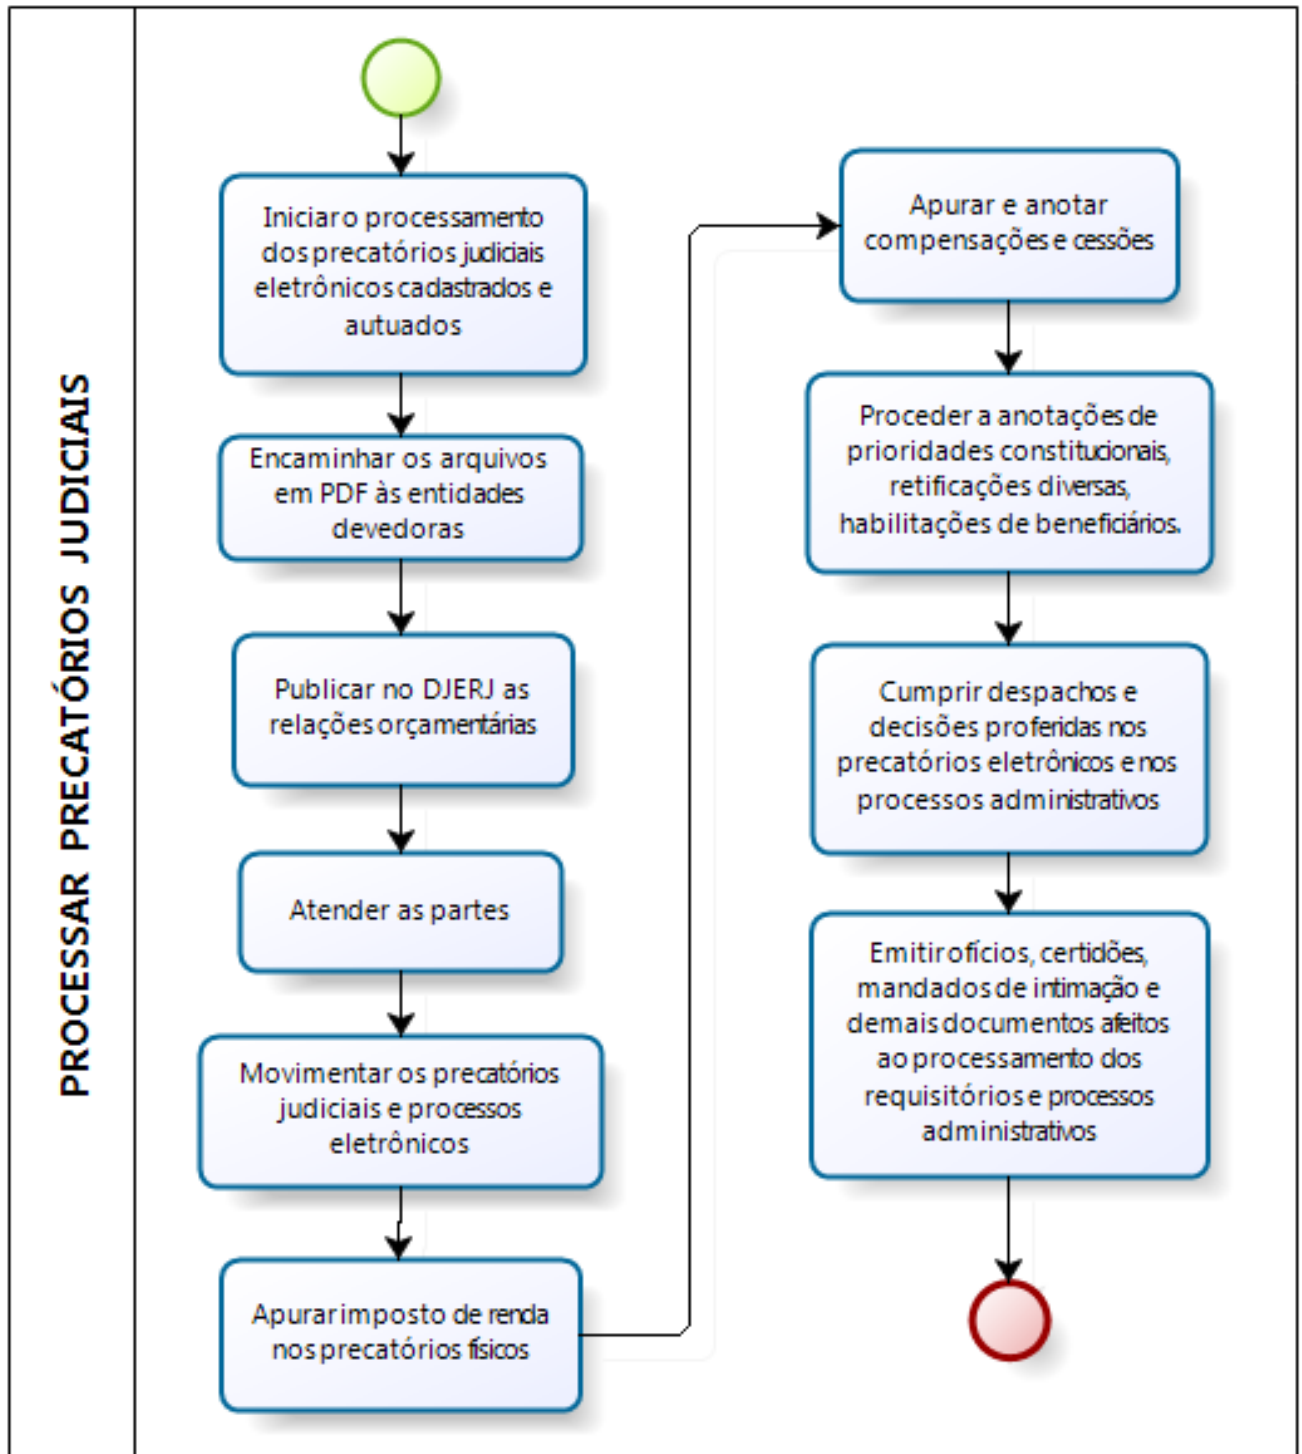 PROCESSAR PRECATÓRIOS JUDICIAIS
Iniciar o processamento
dos precatórios judiciais
eletrônicos cadastrados e
autuados
Encaminhar os arquivos
em PDF às entidades
devedoras
Publicar no DJERJ as
relações orçamentárias
Atender as partes
Movimentar os precatórios
judiciais e processos
eletrônicos
Apurar imposto de renda
nos precatórios físicos
Apurar e anotar
compensações e cessões
Proceder a anotações de
prioridades constitucionais,
retificações diversas,
habilitações de beneficiários.
Cumprir despachos e
decisões proferidas nos
precatórios eletrônicos e nos
processos administrativos
Emitir ofícios, certidões,
mandados de intimação e
demais documentos afeitos
ao processamento dos
requisitórios e processos
administrativos